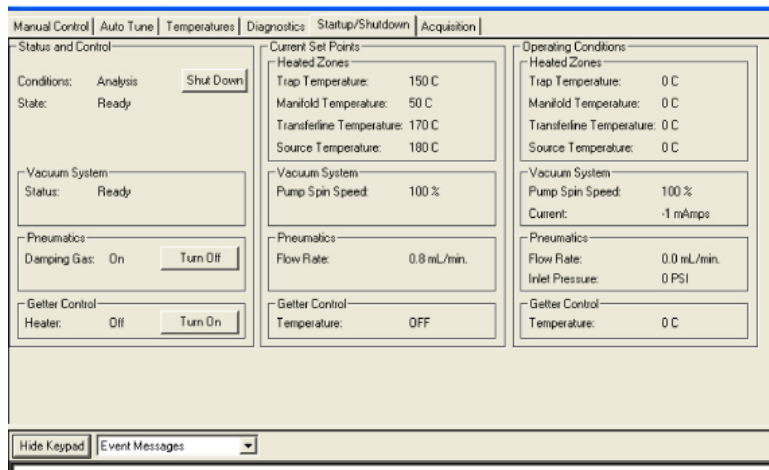 Manual Control Auto Tune Temperatures Diagnostics Startup/Shutdown Acquisition
Status and Control
Conditions: Analysis Shut Down
State: Ready
Vacuum System
Status: Ready
Pneumatics
Damping Gas: On Turn Off
Getter Control
Heater: Off Turn On
Current Set Points
Heated Zones
Trap Temperature: 150 C
Manifold Temperature: 50 C
Transferline Temperature: 170 C
Source Temperature: 180 C
Vacuum System
Pump Spin Speed: 100 %
Pneumatics
Flow Rate: 0.8 mL/min.
Getter Control
Temperature: OFF
Operating Conditions
Heated Zones
Trap Temperature: 0 C
Manifold Temperature: 0 C
Transferline Temperature: 0 C
Source Temperature: 0 C
Vacuum System
Pump Spin Speed: 100 %
Current: -1 mAmps
Pneumatics
Flow Rate: 0.0 mL/min.
Inlet Pressure: 0 PSI
Getter Control
Temperature: 0 C
Hide Keypad Event Messages